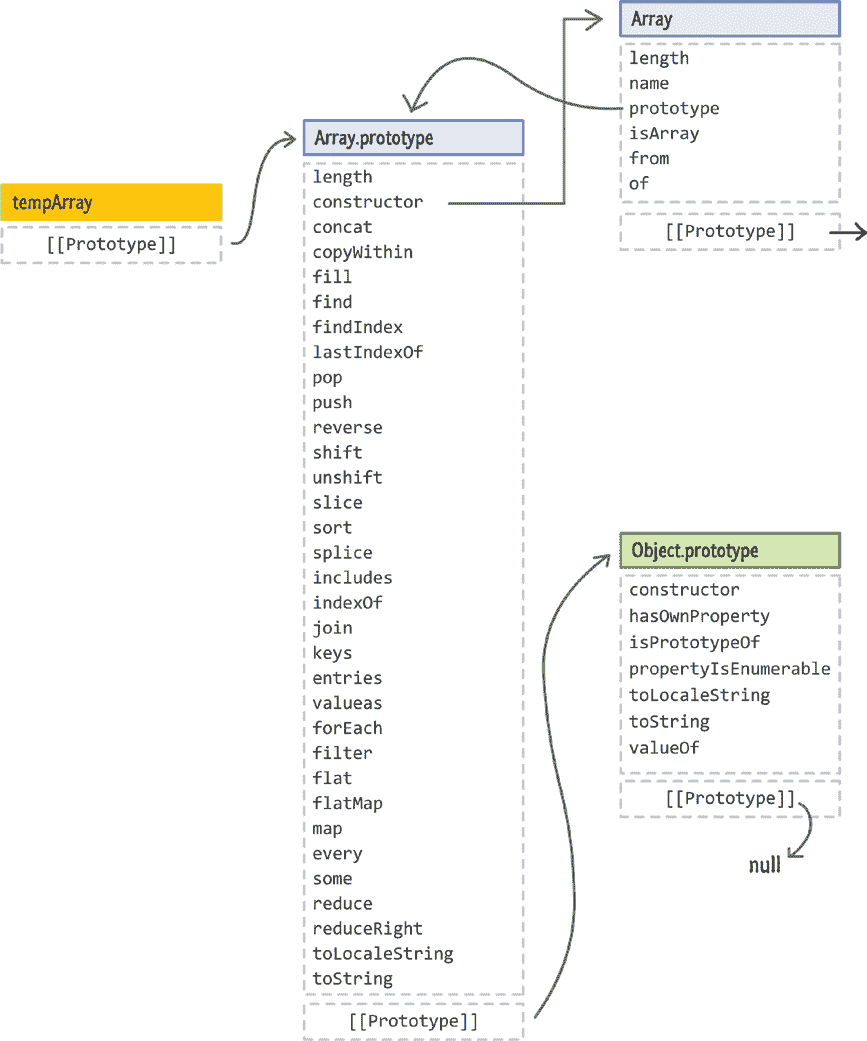 tempArray
[[Prototype]]
Array.prototype
length
constructor
concat
copyWithin
fill
find
findIndex
lastIndexOf
pop
push
reverse
shift
unshift
slice
sort
splice
includes
indexOf
join
keys
entries
valueas
forEach
filter
flat
flatMap
map
every
some
reduce
reduceRight
toLocaleString
toString
[[Prototype]]
Array
length
name
prototype
isArray
from
of
[[Prototype]]
Object.prototype
constructor
hasOwnProperty
isPrototypeOf
propertyIsEnumerable
toLocaleString
toString
valueOf
[[Prototype]]
null